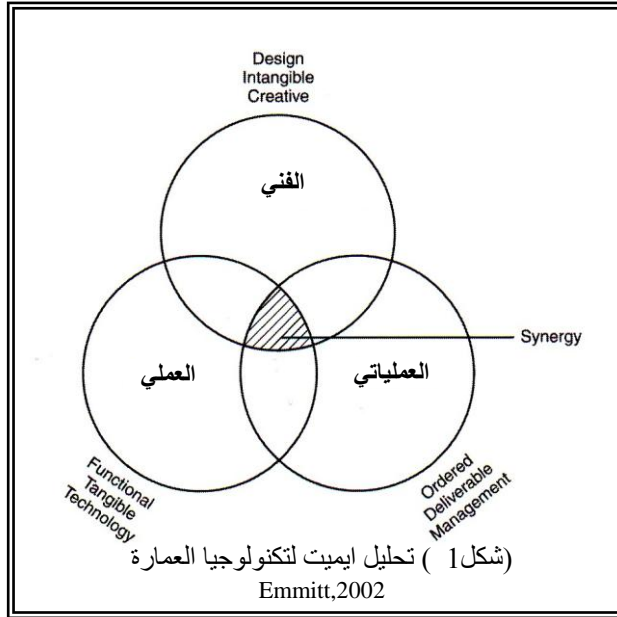 Design
Intangible
Creative
الفني
Synergy
العملي
العملياتي
Functional
Tangible
Technology
Ordered
Deliverable
Management
(شكل1 ) تحليل ايميت لتكنولوجيا العمارة
Emmitt,2002